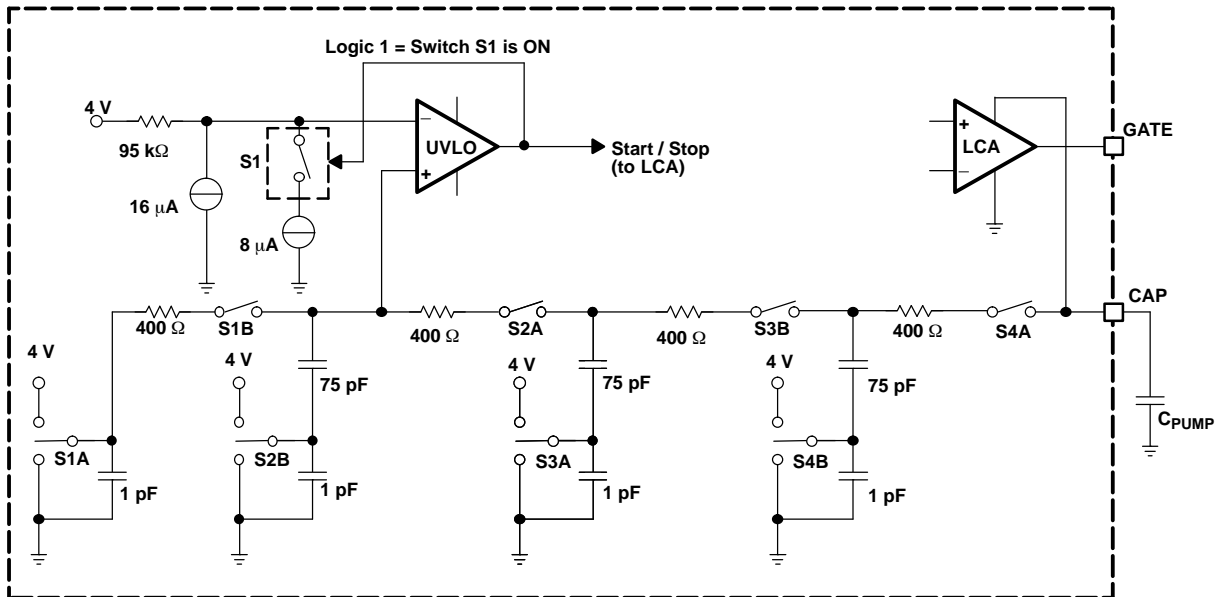 Logic 1 = Switch S1 is ON
4 V
95 kΩ
S1
UVLO
Start / Stop
(to LCA)
LCA
GATE
16 μA
8 μA
−
+
+
−
CAP
400 Ω
S1B
400 Ω
S2A
400 Ω
S3B
400 Ω
S4A
4 V
4 V
4 V
4 V
75 pF
75 pF
75 pF
CPUMP
S1A
S2B
S3A
S4B
1 pF
1 pF
1 pF
1 pF